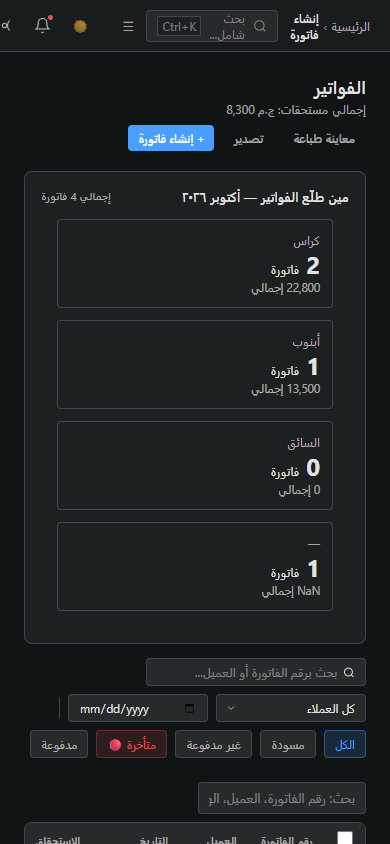 الرئيسية › إنشاء فاتورة
بحث شامل...
Ctrl+K
الفواتير
إجمالي مستحقات: ج.م 8,300
معاينة طباعة
تصدير
+ إنشاء فاتورة
مين طلّع الفواتير — أكتوبر ٢٠٢٦
إجمالي 4 فاتورة
كراس
2 فاتورة
22,800 إجمالي
أبنوب
1 فاتورة
13,500 إجمالي
السائق
0 فاتورة
0 إجمالي
—
1 فاتورة
NaN إجمالي
بحث برقم الفاتورة أو العميل...
كل العملاء
mm/dd/yyyy
الكل
مسودة
غير مدفوعة
متأخرة
مدفوعة
بحث: رقم الفاتورة، العميل،
رقم الفاتورة
العميل
التاريخ
الاستحقاق